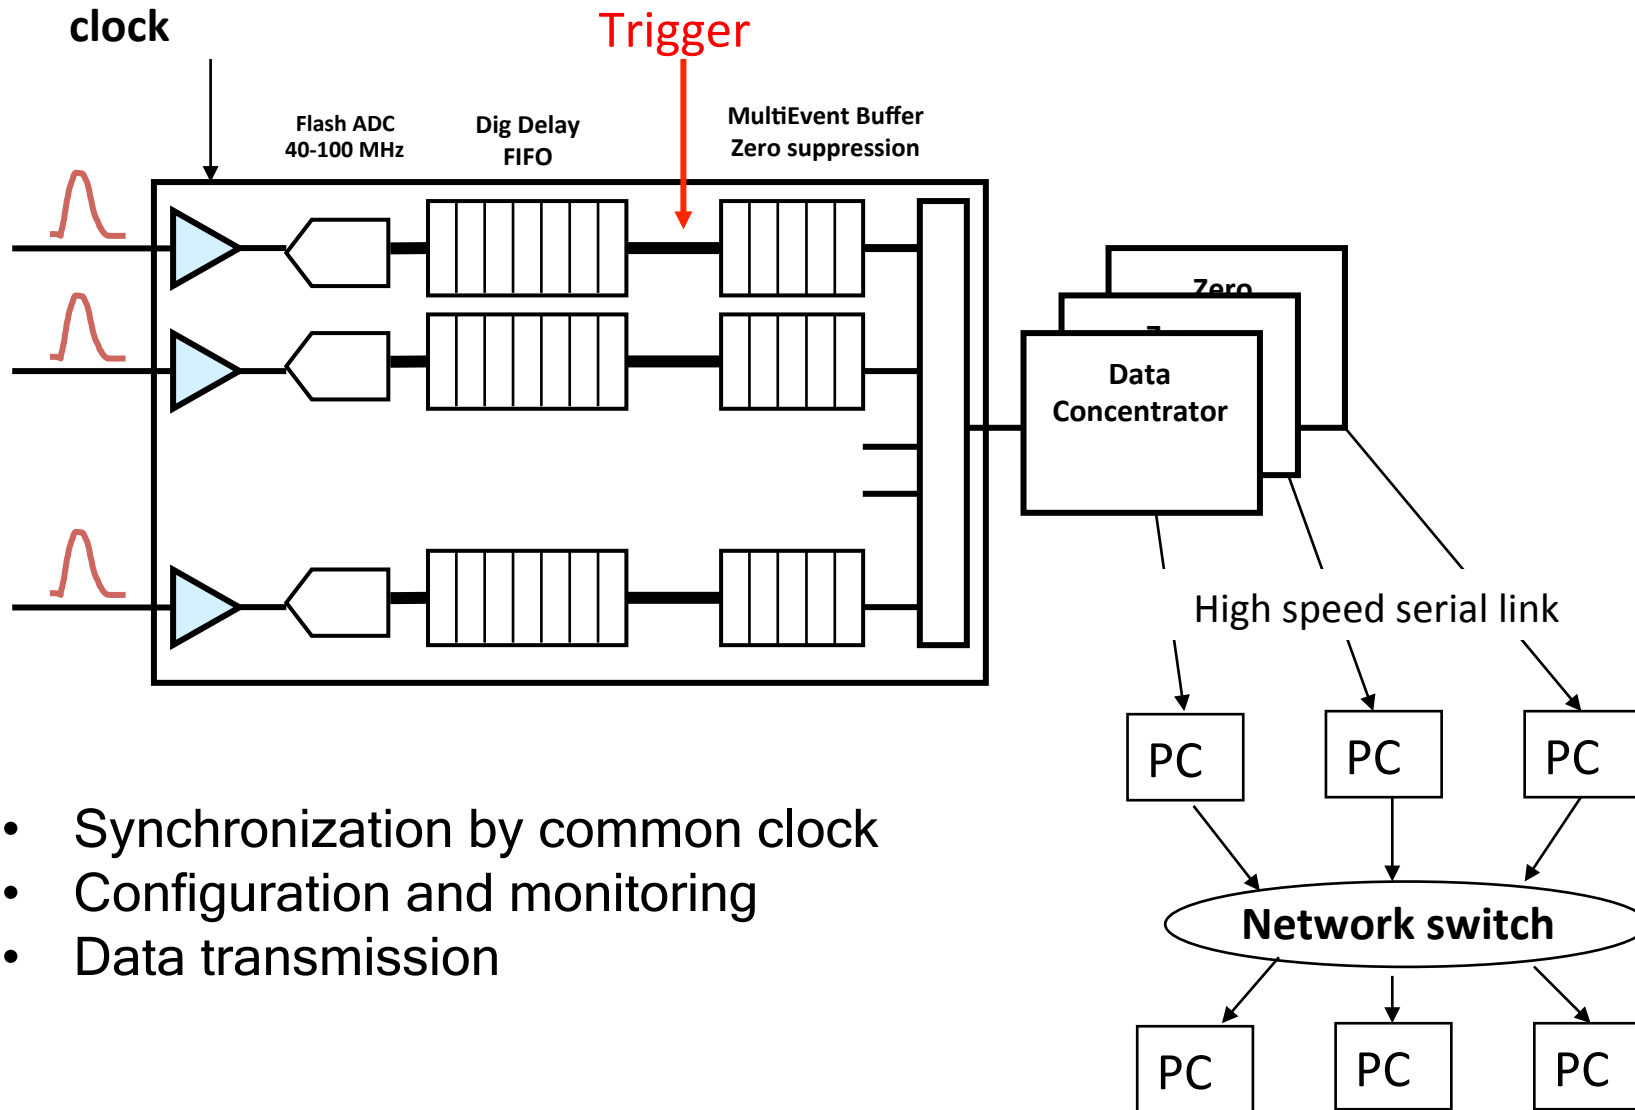 clock
Trigger
Flash ADC
40-100 MHz
Dig Delay
FIFO
MultiEvent Buffer
Zero suppression
Zero
Data
Concentrator
High speed serial link
PC
PC
PC
• Synchronization by common clock
• Configuration and monitoring
• Data transmission
Network switch
PC
PC
PC